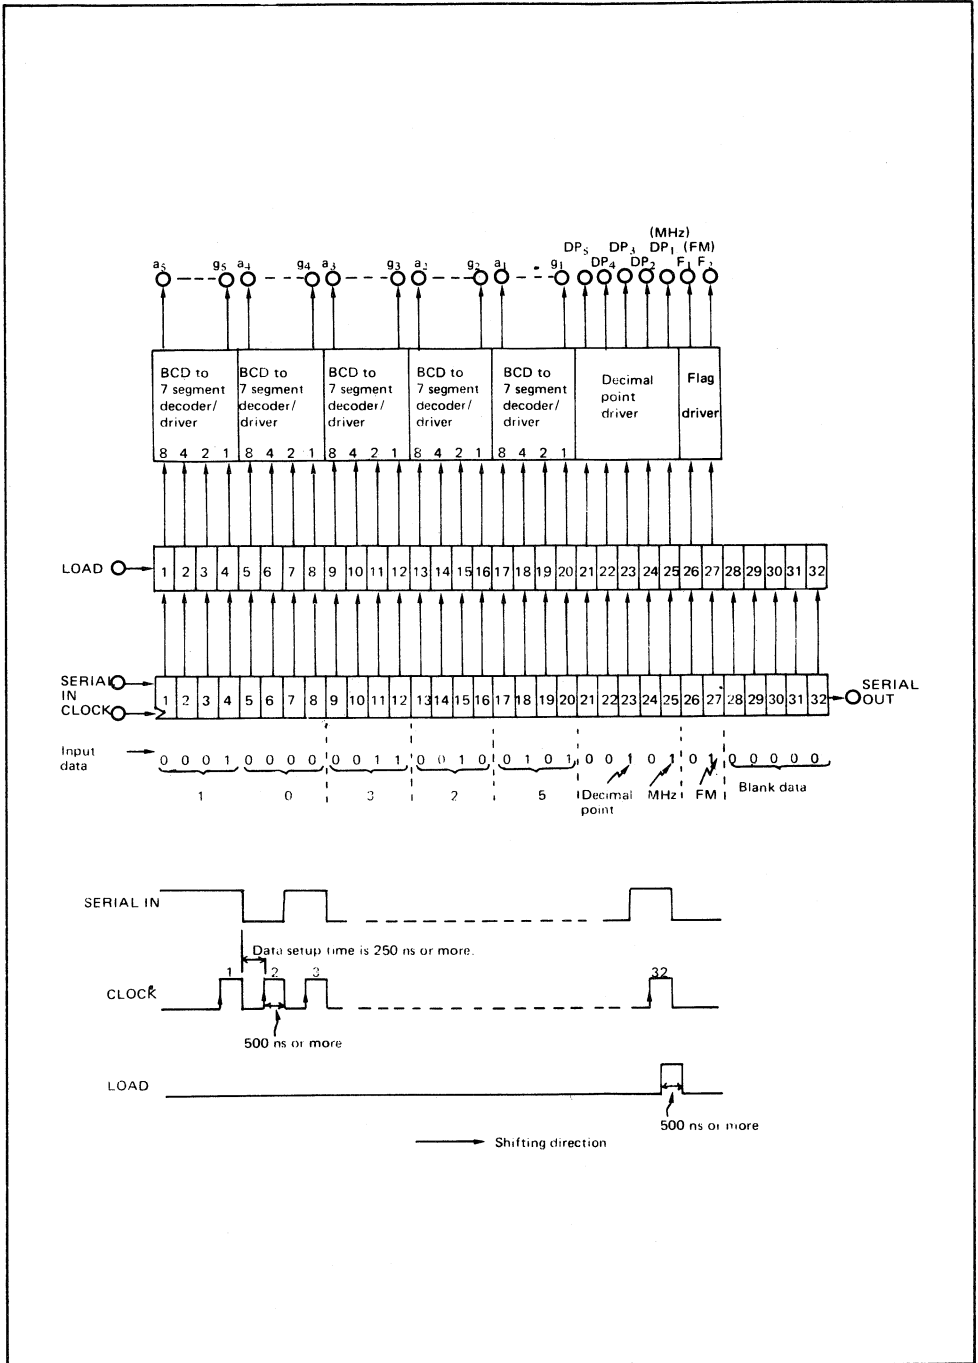 (MHz)
DP5 DP3 DP1 (FM)
a5 g5 a4 g4 a3 g3 a2 g2 a1 g1 DP4 DP2 F1 F2
BCD to 7 segment decoder/ driver
BCD to 7 segment decoder/ driver
BCD to 7 segment decoder/ driver
BCD to 7 segment decoder/ driver
BCD to 7 segment decoder/ driver
Decimal point driver
Flag driver
8 4 2 1 8 4 2 1 8 4 2 1 8 4 2 1 8 4 2 1
LOAD 1 2 3 4 5 6 7 8 9 10 11 12 13 14 15 16 17 18 19 20 21 22 23 24 25 26 27 28 29 30 31 32
SERIAL IN
CLOCK
1 2 3 4 5 6 7 8 9 10 11 12 13 14 15 16 17 18 19 20 21 22 23 24 25 26 27 28 29 30 31 32
SERIAL OUT
Input data
0 0 0 1 0 0 0 0 0 0 1 1 0 0 1 0 0 1 0 1 0 0 1 0 1 0 1 0 0 0 0 0
1 0 3 2 5 Decimal point MHz FM Blank data
SERIAL IN
Data setup time is 250 ns or more.
1 2 3 32
CLOCK
500 ns or more
LOAD
500 ns or more
Shifting direction